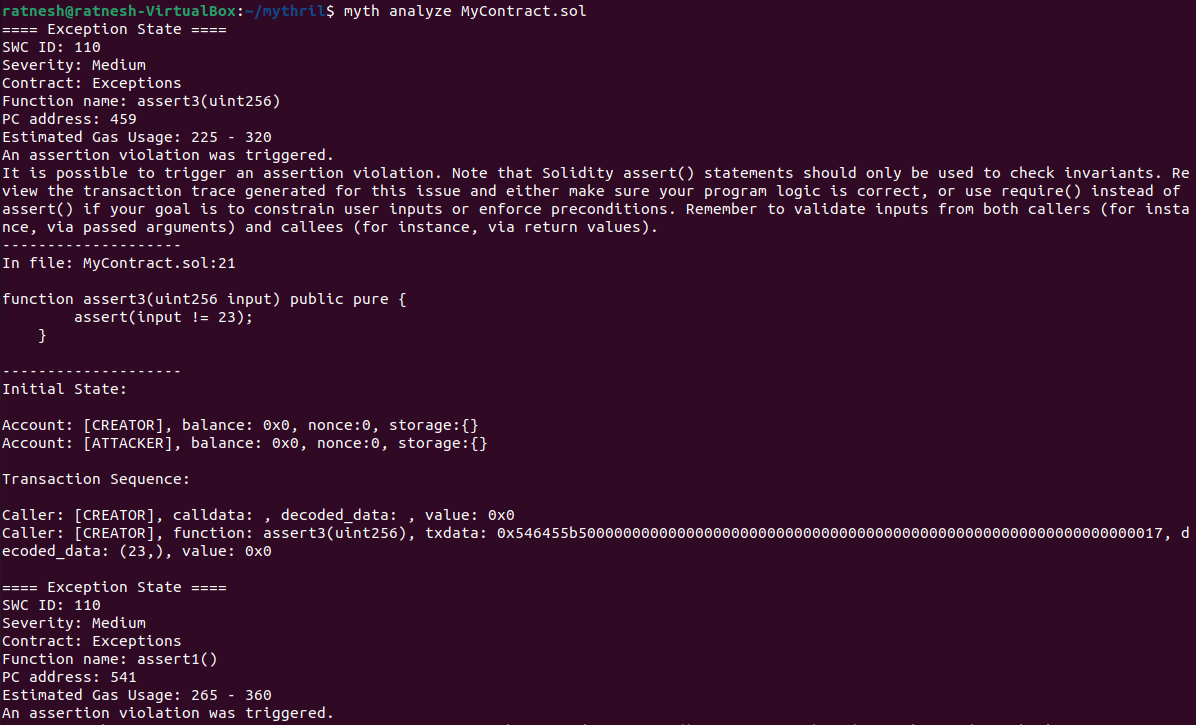 ratnesh@ratnesh-VirtualBox:~/mythril$ myth analyze MyContract.sol
==== Exception State ====
SWC ID: 110
Severity: Medium
Contract: Exceptions
Function name: assert3(uint256)
PC address: 459
Estimated Gas Usage: 225 - 320
An assertion violation was triggered.
It is possible to trigger an assertion violation. Note that Solidity assert() statements should only be used to check invariants. Re
view the transaction trace generated for this issue and either make sure your program logic is correct, or use require() instead of
assert() if your goal is to constrain user inputs or enforce preconditions. Remember to validate inputs from both callers (for insta
nce, via passed arguments) and callees (for instance, via return values).
--------------------
In file: MyContract.sol:21

function assert3(uint256 input) public pure {
        assert(input != 23);
    }

--------------------
Initial State:

Account: [CREATOR], balance: 0x0, nonce:0, storage:{}
Account: [ATTACKER], balance: 0x0, nonce:0, storage:{}

Transaction Sequence:

Caller: [CREATOR], calldata: , decoded_data: , value: 0x0
Caller: [CREATOR], function: assert3(uint256), txdata: 0x546455b50000000000000000000000000000000000000000000000000000000000000017, d
ecoded_data: (23,), value: 0x0

==== Exception State ====
SWC ID: 110
Severity: Medium
Contract: Exceptions
Function name: assert1()
PC address: 541
Estimated Gas Usage: 265 - 360
An assertion violation was triggered.